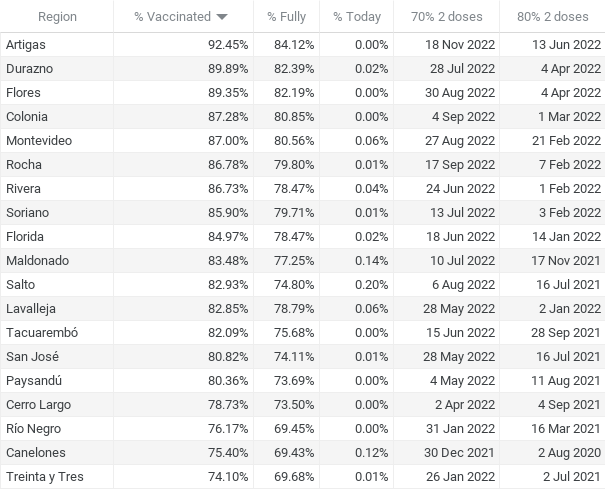 Region % Vaccinated % Fully % Today 70% 2 doses 80% 2 doses
Artigas 92.45% 84.12% 0.00% 18 Nov 2022 13 Jun 2022
Durazno 89.89% 82.39% 0.02% 28 Jul 2022 4 Apr 2022
Flores 89.35% 82.19% 0.00% 30 Aug 2022 4 Apr 2022
Colonia 87.28% 80.85% 0.00% 4 Sep 2022 1 Mar 2022
Montevideo 87.00% 80.56% 0.06% 27 Aug 2022 21 Feb 2022
Rocha 86.78% 79.80% 0.01% 17 Sep 2022 7 Feb 2022
Rivera 86.73% 78.47% 0.04% 24 Jun 2022 1 Feb 2022
Soriano 85.90% 79.71% 0.01% 13 Jul 2022 3 Feb 2022
Florida 84.97% 78.47% 0.02% 18 Jun 2022 14 Jan 2022
Maldonado 83.48% 77.25% 0.14% 10 Jul 2022 17 Nov 2021
Salto 82.93% 74.80% 0.20% 6 Aug 2022 16 Jul 2021
Lavalleja 82.85% 78.79% 0.06% 28 May 2022 2 Jan 2022
Tacuarembó 82.09% 75.68% 0.00% 15 Jun 2022 28 Sep 2021
San José 80.82% 74.11% 0.01% 28 May 2022 16 Jul 2021
Paysandú 80.36% 73.69% 0.00% 4 May 2022 11 Aug 2021
Cerro Largo 78.73% 73.50% 0.00% 2 Apr 2022 4 Sep 2021
Río Negro 76.17% 69.45% 0.00% 31 Jan 2022 16 Mar 2021
Canelones 75.40% 69.43% 0.12% 30 Dec 2021 2 Aug 2020
Treinta y Tres 74.10% 69.68% 0.01% 26 Jan 2022 2 Jul 2021